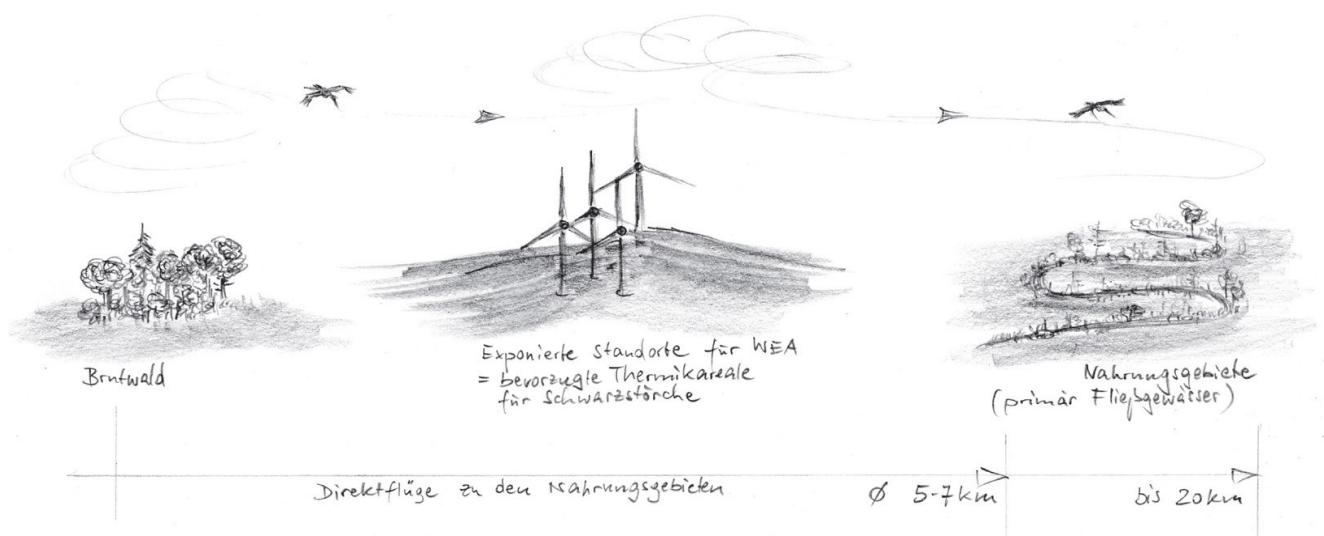 Brutwald
Exponierte Standorte für WEA
= bevorzugte Thermikareale
für Schwarzstörche
Nahrungsgebiete
(primär Fließgewässer)
Direktflüge zu den Nahrungsgebieten
Ø 5-7km
bis 20km